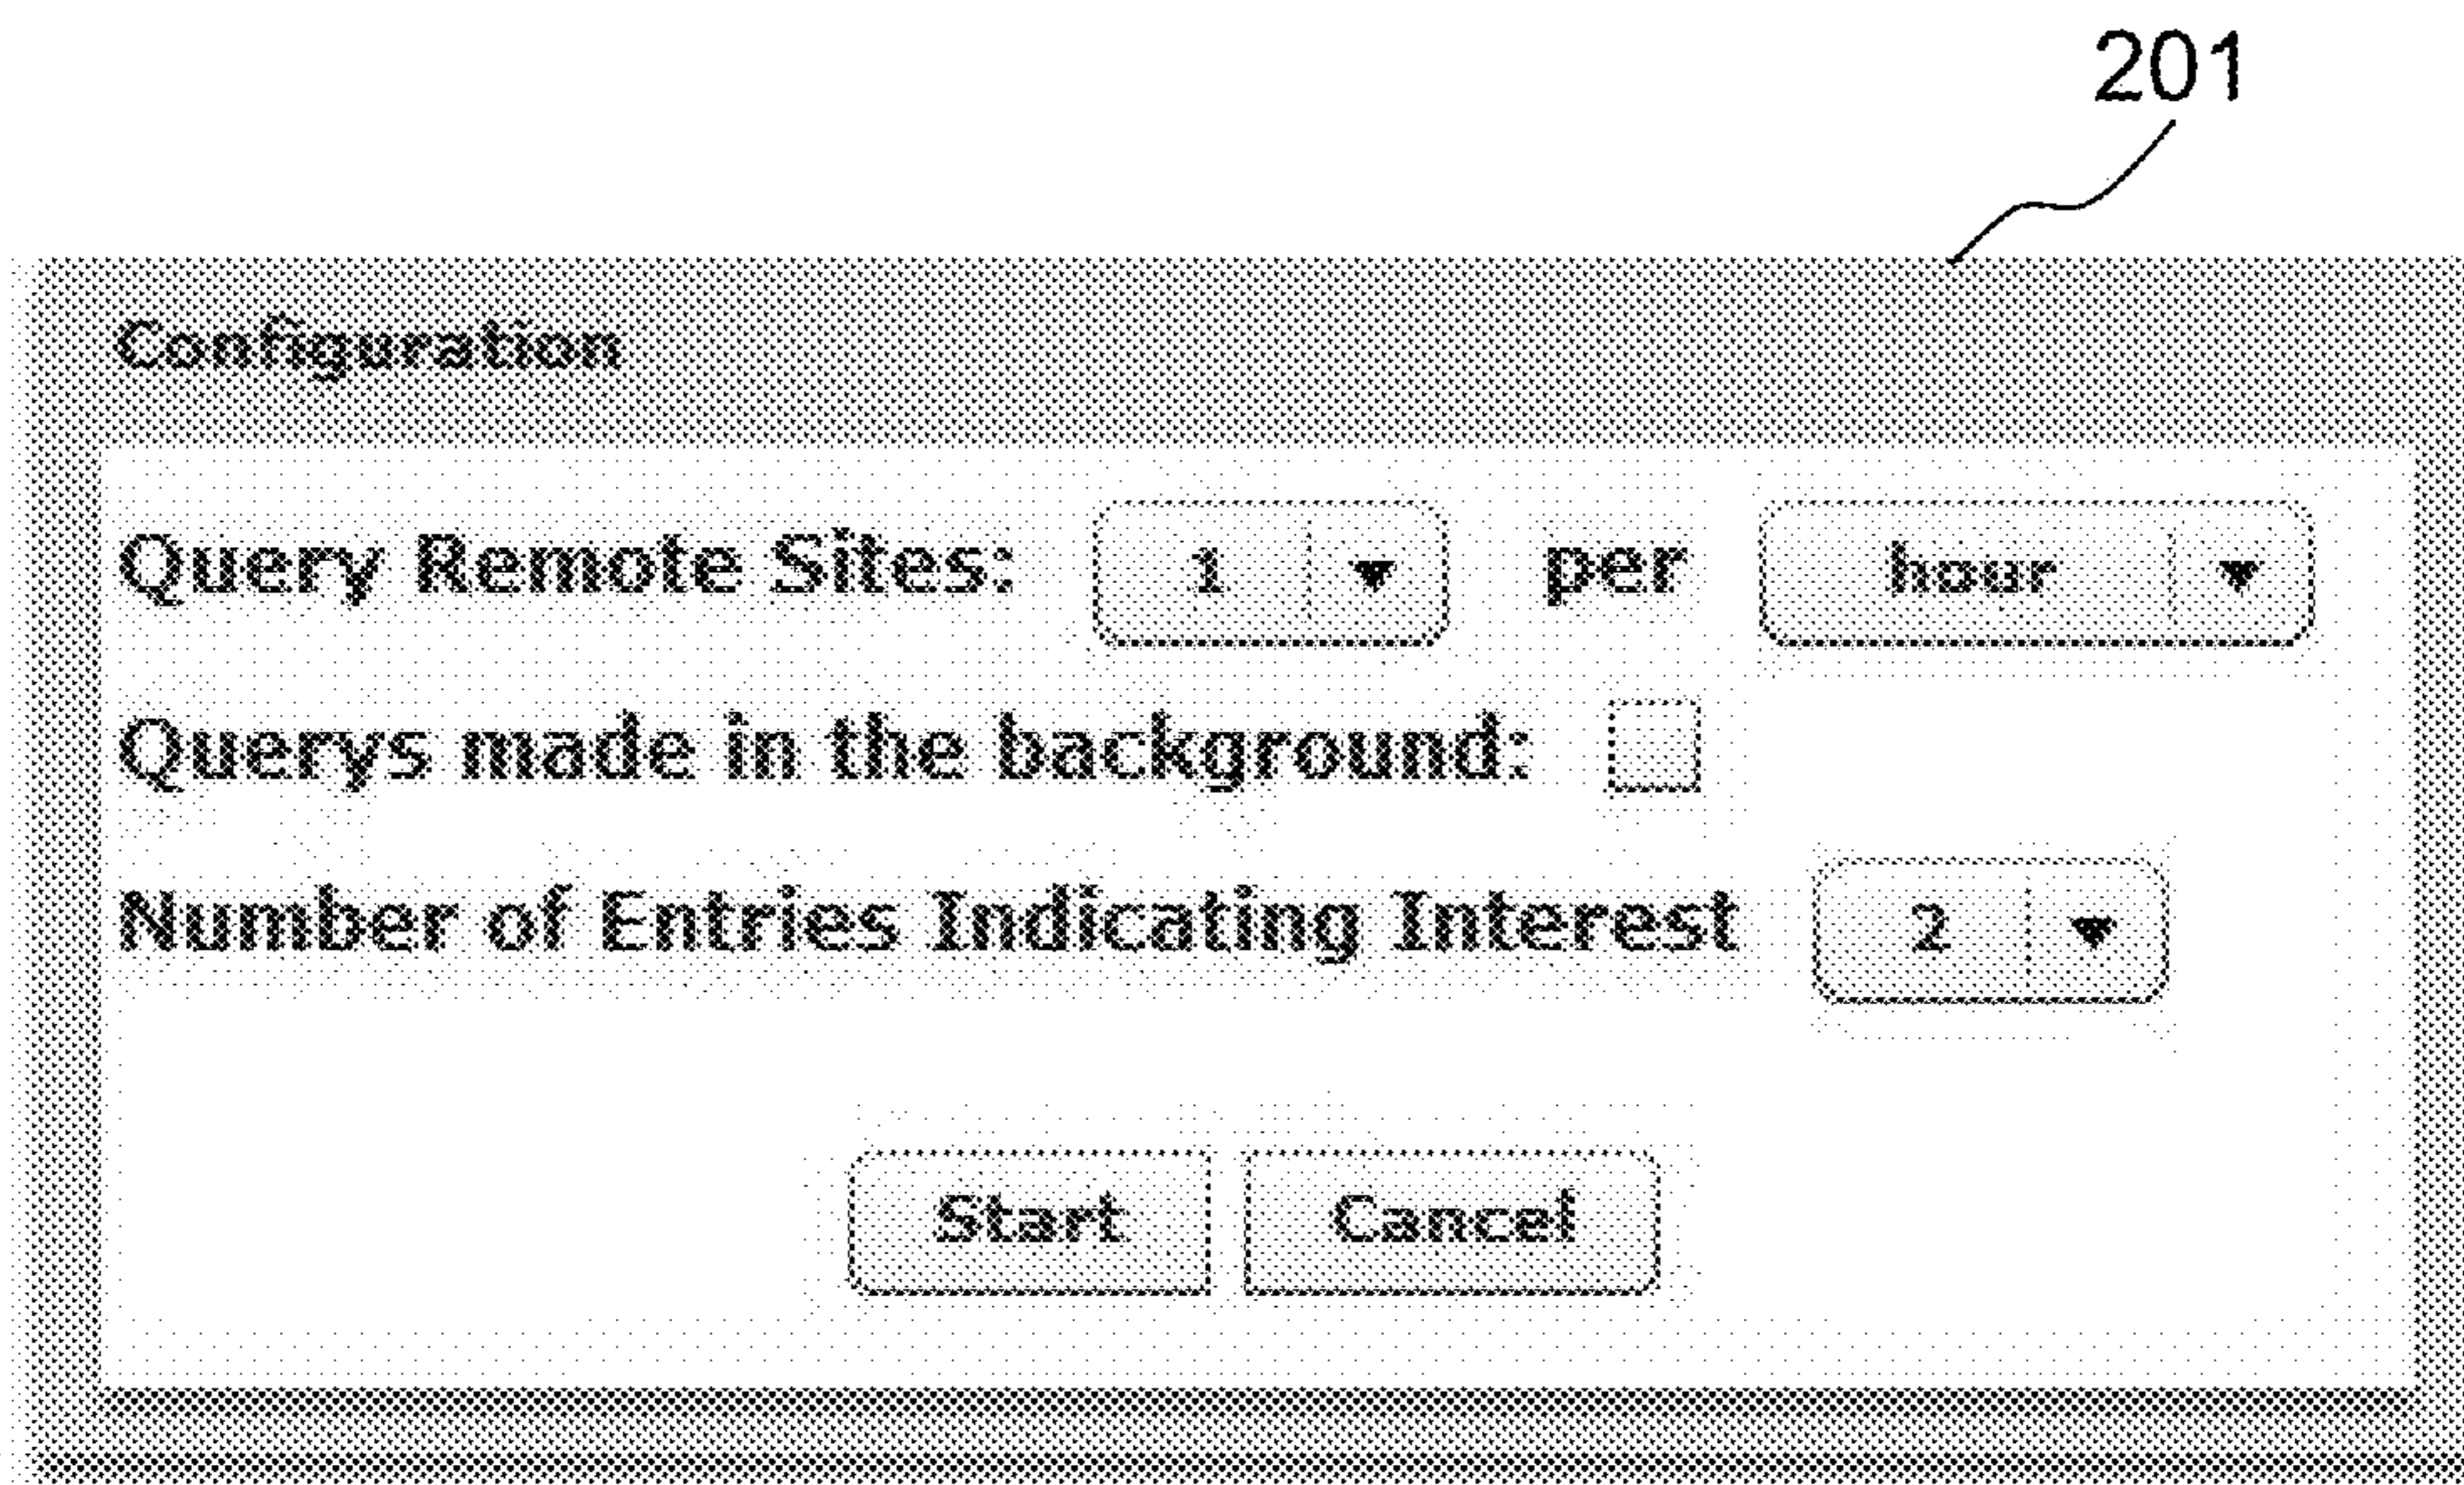 201
Configuration
Query Remote Sites: 1 per hour
Querys made in the background:
Number of Entries Indicating Interest 2
Start Cancel